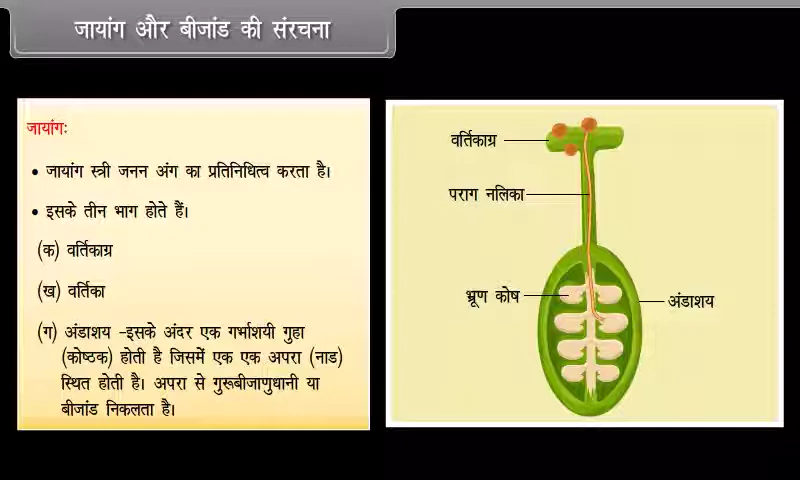 जायांग और बीजांड की संरचना
जायांगः
• जायांग स्त्री जनन अंग का प्रतिनिधित्व करता है।
• इसके तीन भाग होते हैं।
(क) वर्तिकाग्र
(ख) वर्तिका
(ग) अंडाशय -इसके अंदर एक गर्भाशयी गुहा
(कोष्ठक) होती है जिसमें एक एक अपरा (नाड)
स्थित होती है। अपरा से गुरूबीजाणुधानी या
बीजांड निकलता है।
वर्तिकाग्र
पराग नलिका
भ्रूण कोष
अंडाशय